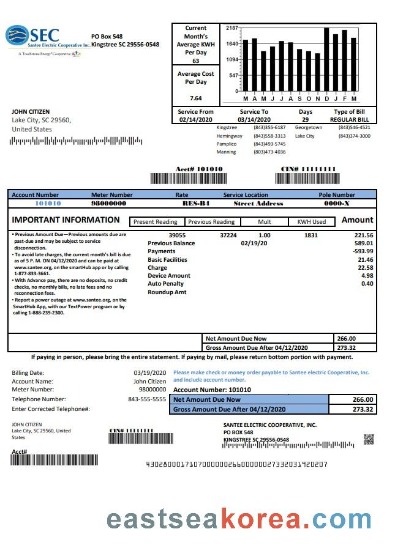 SEC
Santee Electric Cooperative Inc.
PO Box 548
Kingstree SC 29556-0548
Current
Month's
Average KWH
Per Day
63
Average Cost
Per Day
7.64
2187
1640
1094
547
0
M A M J J A S O N D J F M
JOHN CITIZEN
Lake City, SC 29560,
United States
Service From Service To Days Type of Bill
02/14/2020 03/14/2020 29 REGULAR BILL
Kingstree (843)355-6187 Georgetown (843)546-4521
Hemingway (843)558-3313 Lake City (843)374-3000
Pamplico (843)493-5745
Manning (803)473-4036
Acct# 101010 CTN# 11111111
Account Number Meter Number Rate Service Location Pole Number
101010 98000000 RES-B1 Street Address 0000-X
IMPORTANT INFORMATION Present Reading Previous Reading Mult KWH Used Amount
39055 37224 1.00 1831 221.56
Previous Balance 02/19/20 589.01
Payments -593.99
Basic Facilities 21.46
Charge 22.58
Device Amount 4.98
Auto Penalty 0.40
Roundup Amt
• Previous Amount Due—Previous amounts are
past-due and may be subject to service
disconnection.
• To avoid late charges, the current month's bill is due
as of 5 P. M. ON 04/12/2020 and can be paid at
www.santee.org, on the smartHub app or by calling
• With Advance pay, there are no deposits, no credit
checks, no monthly bills, no late fees and no
reconnection fees.
• Report a power outage at www.santee.org, on the
SmartHub App, with our TextPower program or by
calling 1-888-239-2300.
Net Amount Due Now 266.00
Gross Amount Due After 04/12/2020 273.32
If paying in person, please bring the entire statement. If paying by mail, please return bottom portion with payment.
Billing Date: 03/19/2020
Account Name: John Citizen
Meter Number: 98000000
Telephone Number: 843-555-5555
Enter Corrected Telephone#:
Please make check or money order payable to Santee electric Cooperative, Inc.
and include account number.
Account Number: 101010
Net Amount Due Now 266.00
Gross Amount Due After 04/12/2020 273.32
JOHN CITIZEN
Lake City, SC 29560, United
States
CTN# 11111111
SANTEE ELECTRIC COOPERATIVE, INC.
PO BOX 548
KINGSTREE SC 29556-0548
Acct#
eastseakorea.com